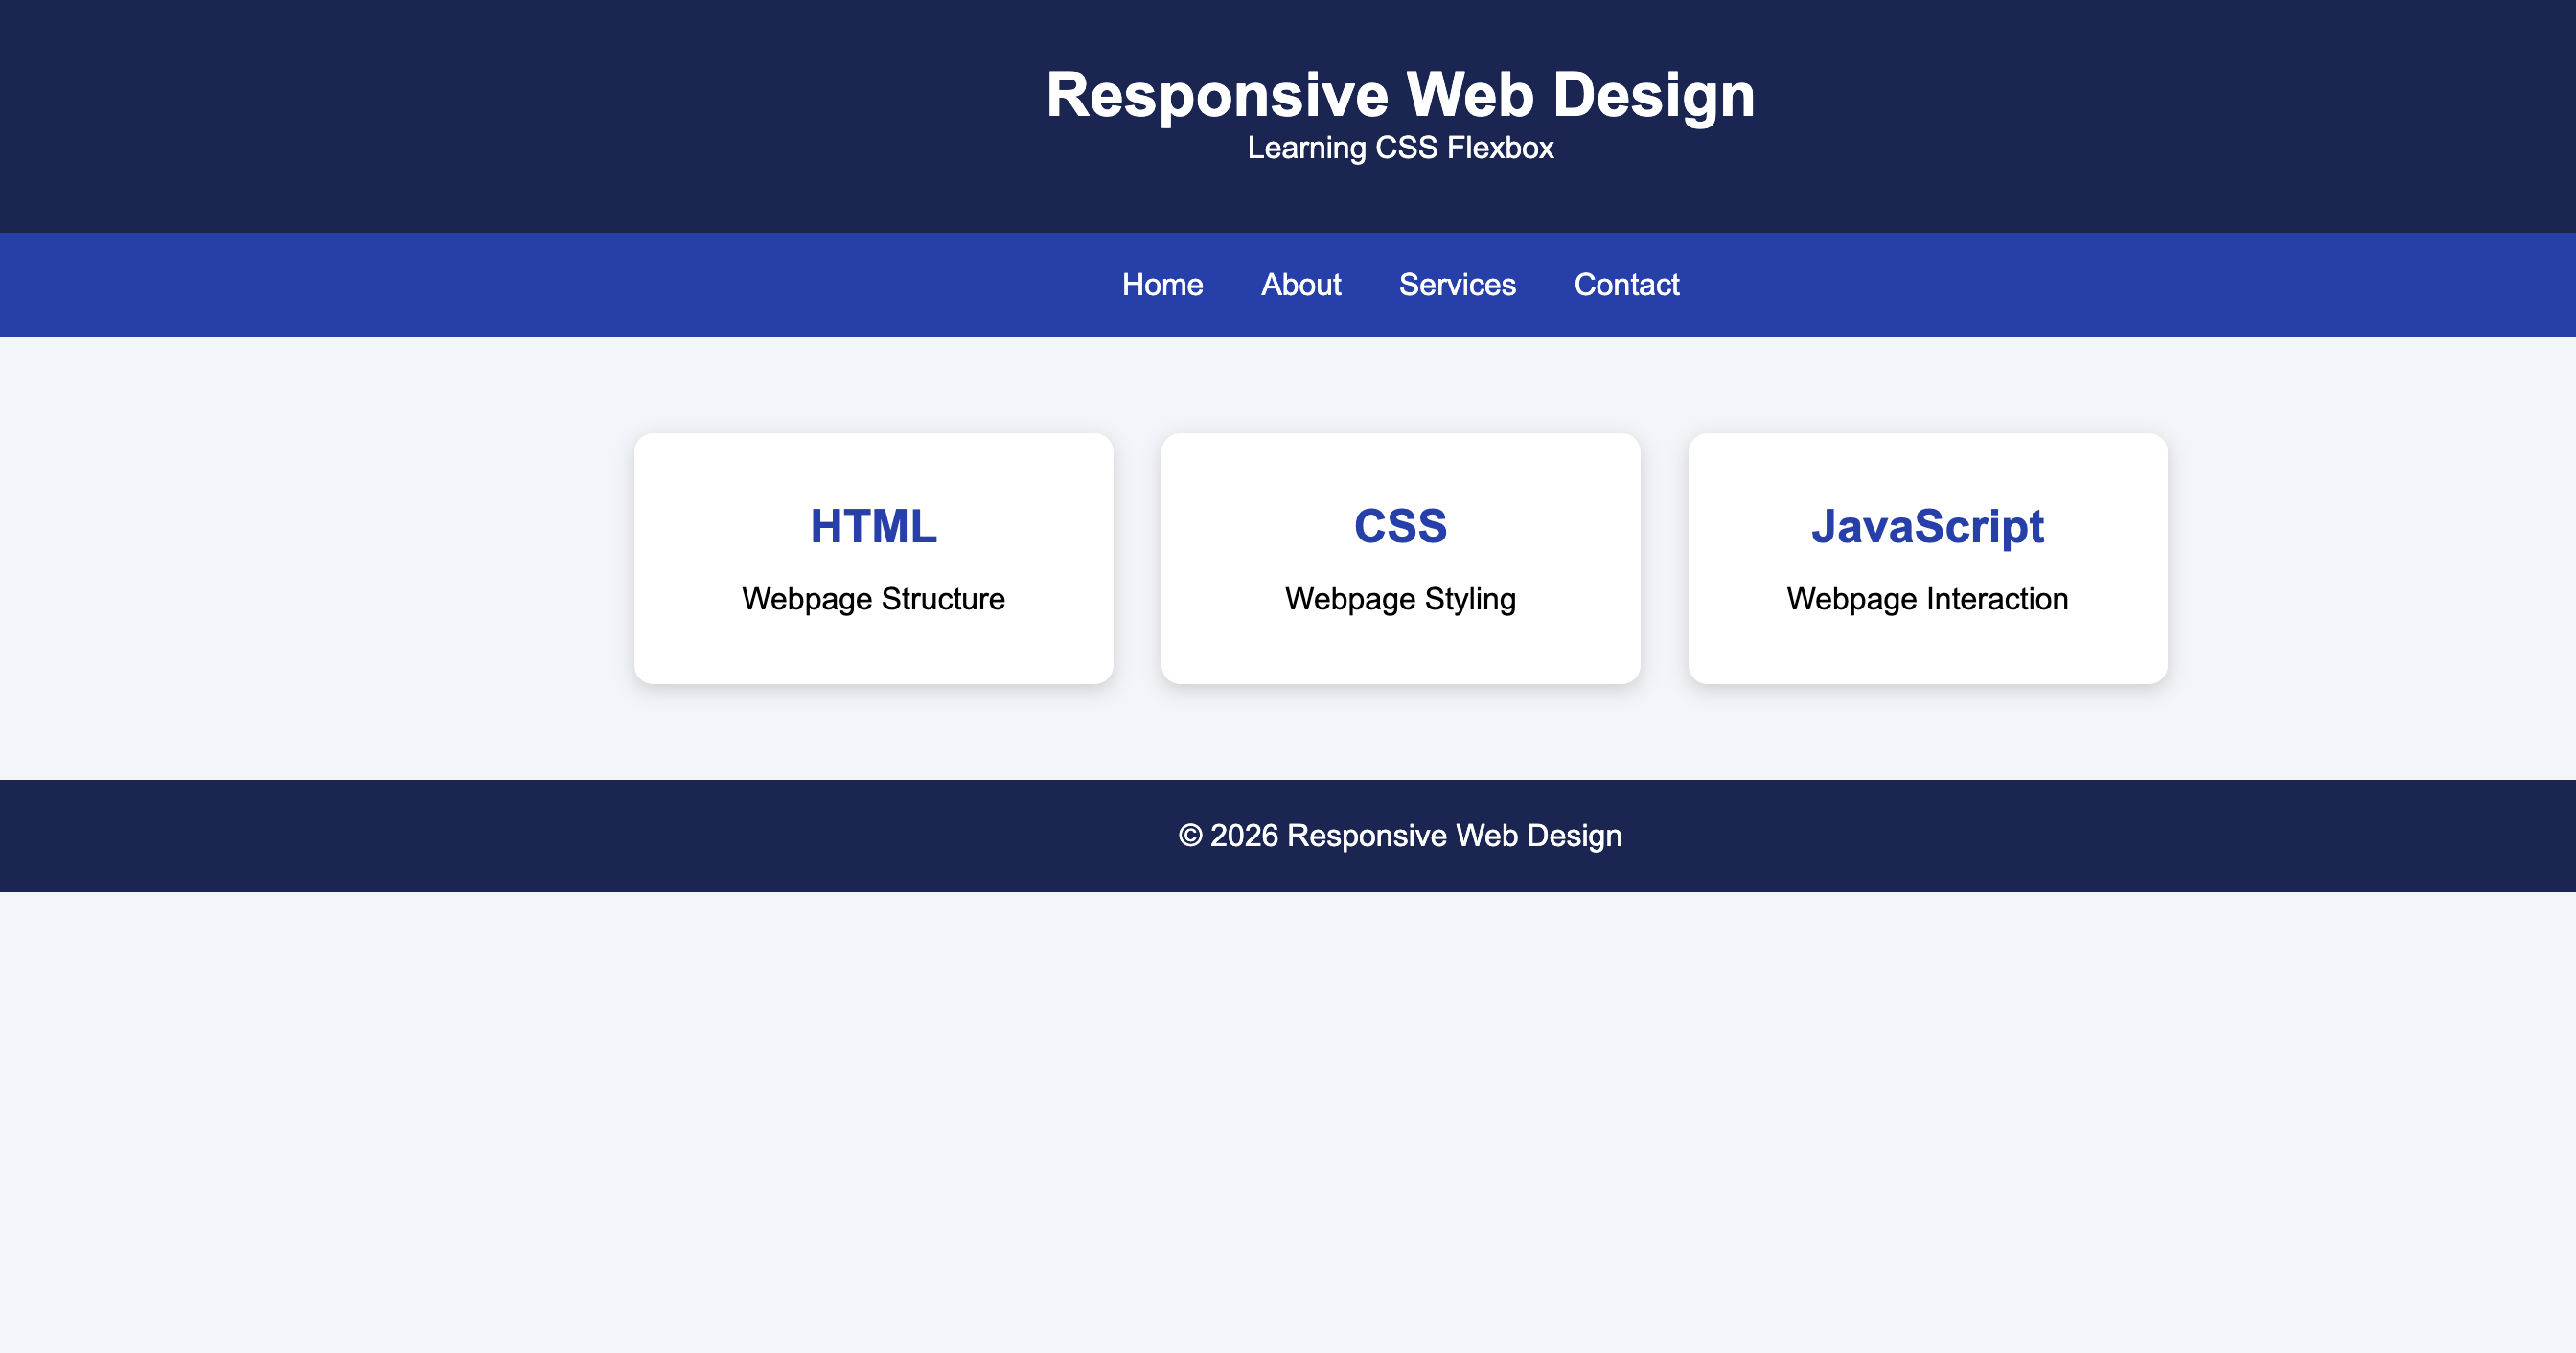 Responsive Web Design
Learning CSS Flexbox
Home About Services Contact
HTML CSS JavaScript
Webpage Structure Webpage Styling Webpage Interaction
© 2026 Responsive Web Design